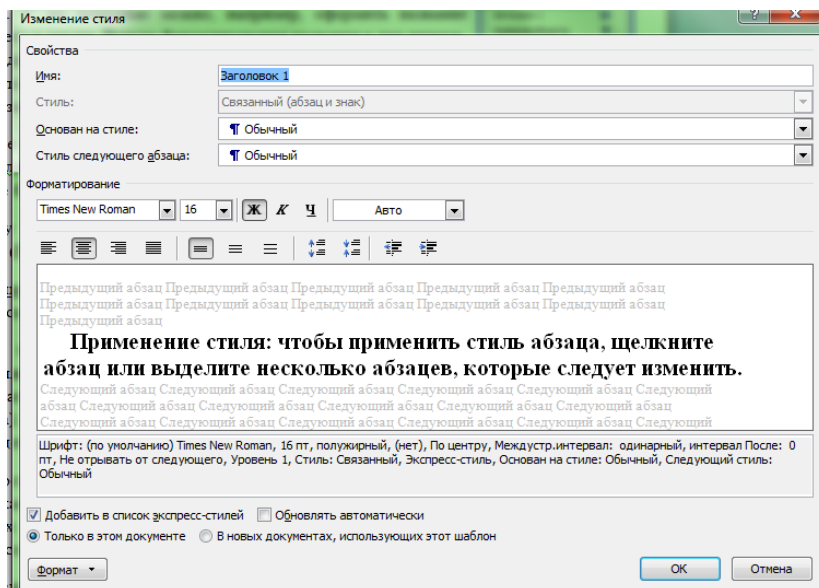 Изменение стиля
Свойства
Имя: Заголовок 1
Стиль: Связанный (абзац и знак)
Основан на стиле: ¶ Обычный
Стиль следующего абзаца: ¶ Обычный
Форматирование
Times New Roman 16 Ж К Ч Авто
Предыдущий абзац Предыдущий абзац Предыдущий абзац Предыдущий абзац Предыдущий абзац
Предыдущий абзац Предыдущий абзац Предыдущий абзац Предыдущий абзац Предыдущий абзац
Предыдущий абзац
Применение стиля: чтобы применить стиль абзаца, щелкните
абзац или выделите несколько абзацев, которые следует изменить.
Следующий абзац Следующий абзац Следующий абзац Следующий абзац Следующий абзац Следующий
абзац Следующий абзац Следующий абзац Следующий абзац Следующий абзац
Следующий абзац Следующий абзац Следующий абзац Следующий абзац Следующий
Шрифт: (по умолчанию) Times New Roman, 16 пт, полужирный, (нет), По центру, Междустр.интервал: одинарный, интервал После: 0
пт, Не отрывать от следующего, Уровень 1, Стиль: Связанный, Экспресс-стиль, Основан на стиле: Обычный, Следующий стиль:
Обычный
Добавить в список экспресс-стилей Обновлять автоматически
Только в этом документе В новых документах, использующих этот шаблон
Формат OK Отмена